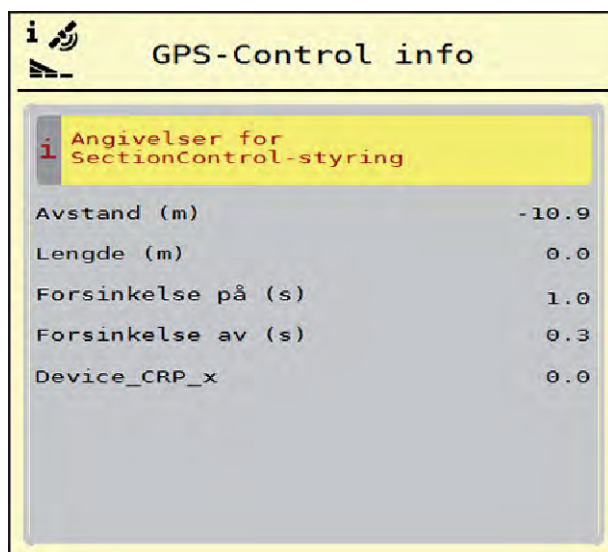 i
GPS-Control info
i
Angivelser for
SectionControl-styring
Avstand (m) -10.9
Lengde (m) 0.0
Forsinkelse på (s) 1.0
Forsinkelse av (s) 0.3
Device_CRP_x 0.0